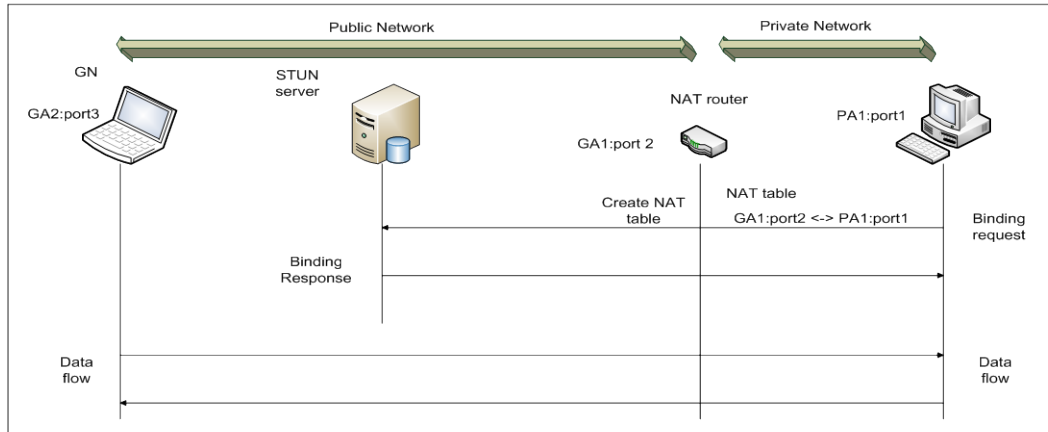 Public Network
Private Network
GN
STUN
server
GA2:port3
NAT router
PA1:port1
GA1:port 2
NAT table
Create NAT
table
GA1:port2 <-> PA1:port1
Binding
request
Binding
Response
Data
flow
Data
flow